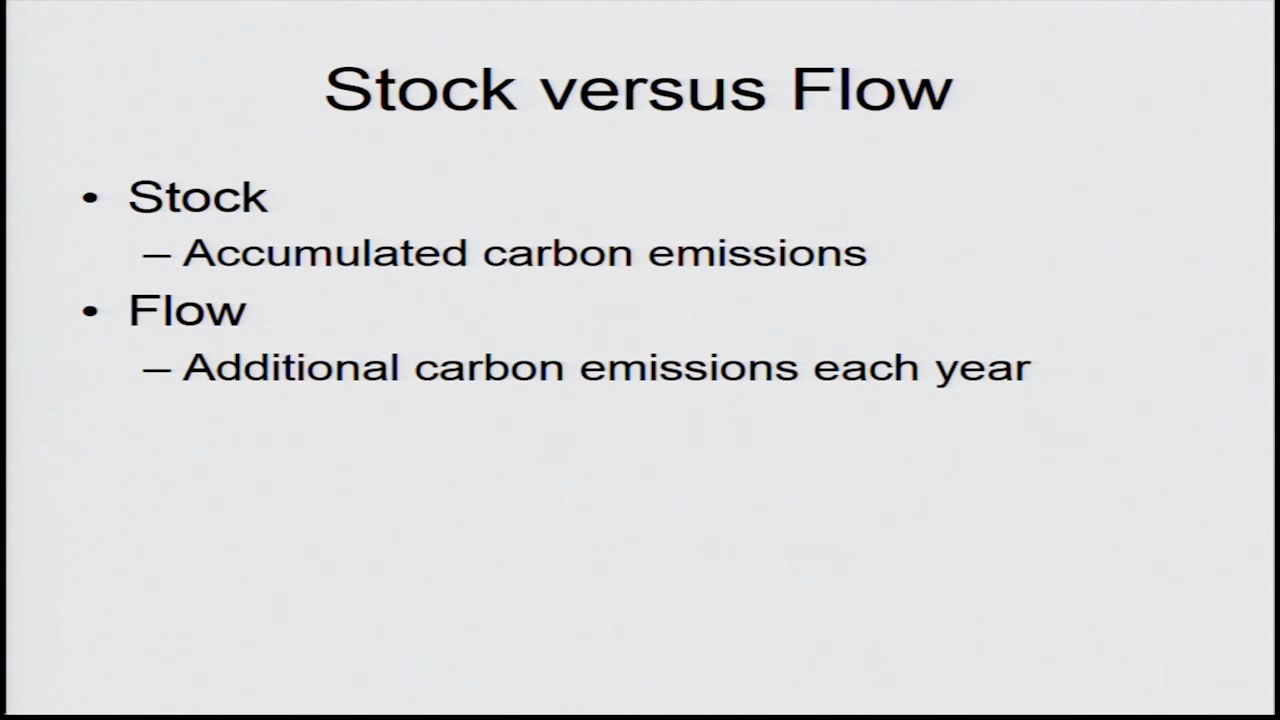 Stock versus Flow
• Stock
– Accumulated carbon emissions
• Flow
– Additional carbon emissions each year